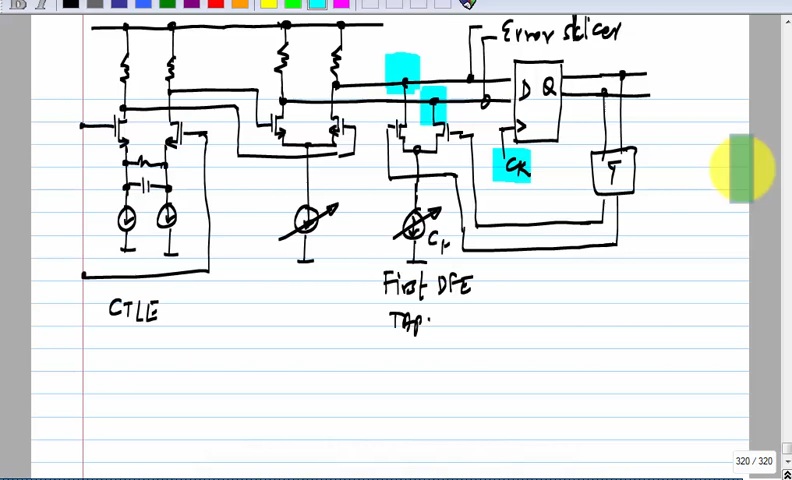 Error slicer
D Q
CK
T
C1
First DFE
TAP.
CTLE
320 / 320